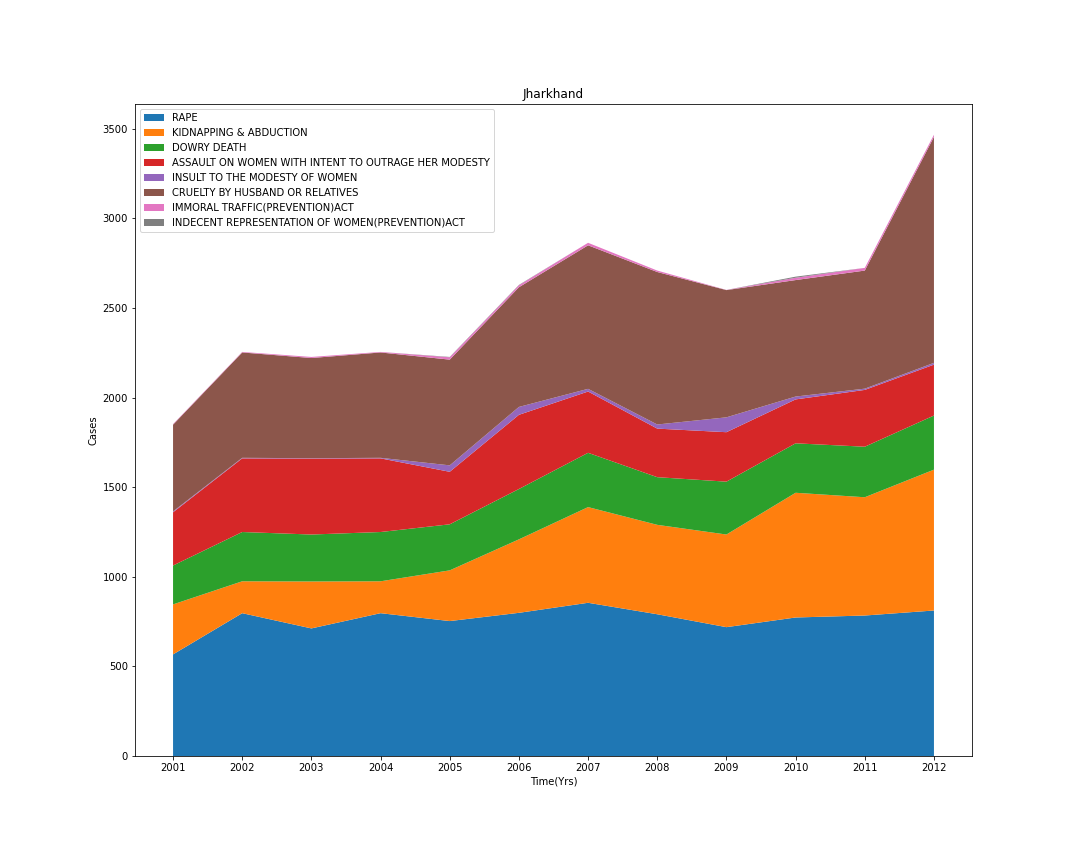 Jharkhand
RAPE
KIDNAPPING & ABDUCTION
DOWRY DEATH
ASSAULT ON WOMEN WITH INTENT TO OUTRAGE HER MODESTY
INSULT TO THE MODESTY OF WOMEN
CRUELTY BY HUSBAND OR RELATIVES
IMMORAL TRAFFIC(PREVENTION)ACT
INDECENT REPRESENTATION OF WOMEN(PREVENTION)ACT
3500
3000
2500
2000
1500
1000
500
0
Cases
2001 2002 2003 2004 2005 2006 2007 2008 2009 2010 2011 2012
Time(Yrs)